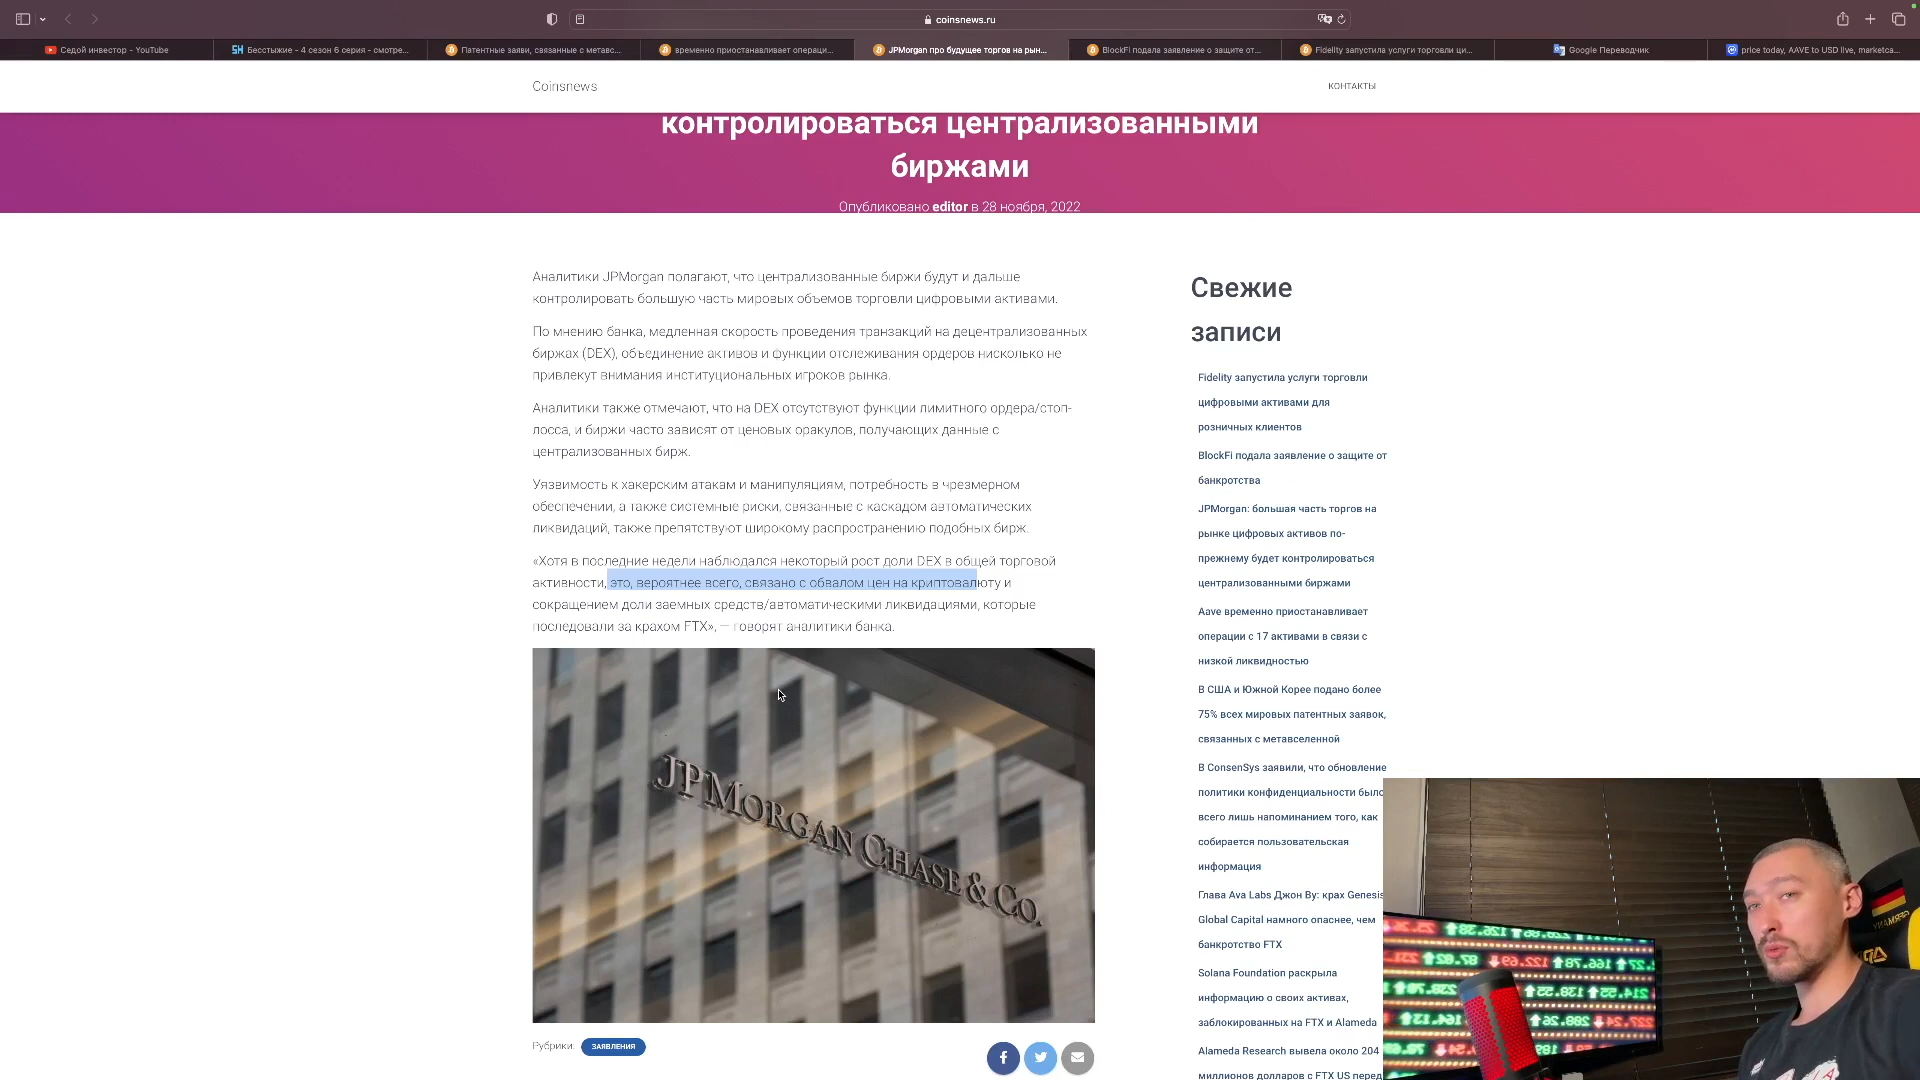 coinsnews.ru
Седой инвестор - YouTube
Бесстыжие - 4 сезон 6 серия - смотре...
Патентные заяви, связанные с метавс...
временно приостанавливает операци...
JPMorgan про будущее торгов на рын...
BlockFi подала заявление о защите от...
Fidelity запустила услуги торговли ци...
Google Переводчик
price today, AAVE to USD live, marketca...
Coinsnews
КОНТАКТЫ
контролироваться централизованными
биржами
Опубликовано editor в 28 ноября, 2022
Аналитики JPMorgan полагают, что централизованные биржи будут и дальше
контролировать большую часть мировых объемов торговли цифровыми активами.
По мнению банка, медленная скорость проведения транзакций на децентрализованных
биржах (DEX), объединение активов и функции отслеживания ордеров нисколько не
привлекут внимания институциональных игроков рынка.
Аналитики также отмечают, что на DEX отсутствуют функции лимитного ордера/стоп-
лосса, и биржи часто зависят от ценовых оракулов, получающих данные с
централизованных бирж.
Уязвимость к хакерским атакам и манипуляциям, потребность в чрезмерном
обеспечении, а также системные риски, связанные с каскадом автоматических
ликвидаций, также препятствуют широкому распространению подобных бирж.
«Хотя в последние недели наблюдался некоторый рост доли DEX в общей торговой
активности, это, вероятнее всего, связано с обвалом цен на криптовалюту и
сокращением доли заемных средств/автоматическими ликвидациями, которые
последовали за крахом FTX», — говорят аналитики банка.
JPMORGAN CHASE & CO.
Рубрики:
ЗАЯВЛЕНИЯ
Свежие
записи
Fidelity запустила услуги торговли
цифровыми активами для
розничных клиентов
BlockFi подала заявление о защите от
банкротства
JPMorgan: большая часть торгов на
рынке цифровых активов по-
прежнему будет контролироваться
централизованными биржами
Aave временно приостанавливает
операции с 17 активами в связи с
низкой ликвидностью
В США и Южной Корее подано более
75% всех мировых патентных заявок,
связанных с метавселенной
В ConsenSys заявили, что обновление
политики конфиденциальности было
всего лишь напоминанием того, как
собирается пользовательская
информация
Глава Ava Labs Джон Ву: крах Genesis
Global Capital намного опаснее, чем
банкротство FTX
Solana Foundation раскрыла
информацию о своих активах,
заблокированных на FTX и Alameda
Alameda Research вывела около 204
миллионов долларов с FTX US перед
GERMANY